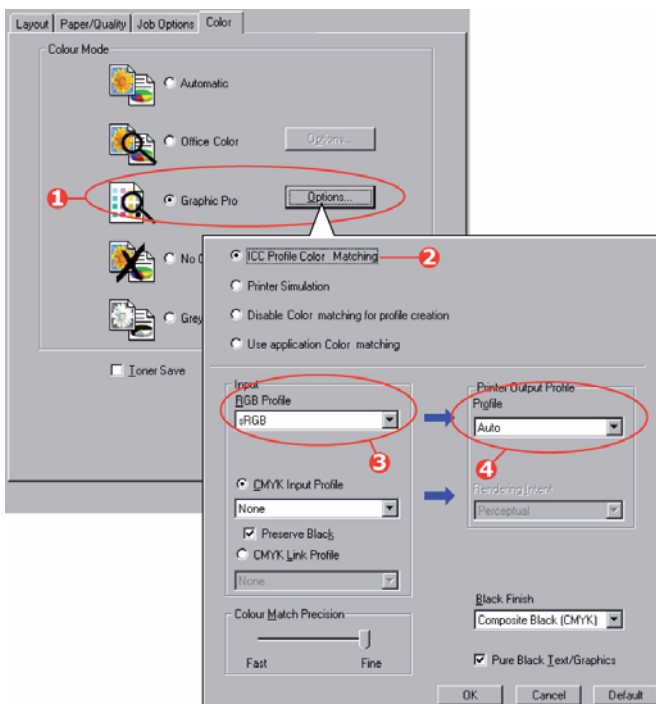 Layout Paper/Quality Job Options Color
Colour Mode
Automatic
Office Color Options...
1 Graphic Pro Options...
No C
Grey
Toner Save
ICC Profile Color Matching 2
Printer Simulation
Disable Color matching for profile creation
Use application Color matching
Input
RGB Profile
sRGB
3
Printer Output Profile
Profile
Auto
4
CMYK Input Profile
None
Preserve Black
CMYK Link Profile
None
Rendering Intent
Perceptual
Colour Match Precision
Fast Fine
Black Finish
Composite Black (CMYK)
Pure Black Text/Graphics
OK Cancel Default